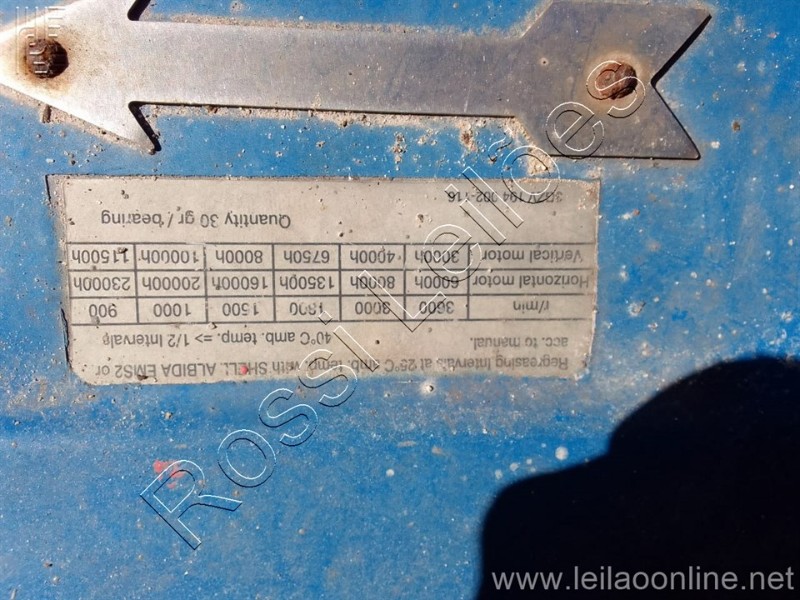 Regreasing Intervals at 25°C amb. temp. with SHELL ALBIDA EMS2 or
acc. to manual. 40°C amb. temp. => 1/2 Intervals
r/min 3600 3000 1800 1500 1000 900
Horizontal motor 6000h 8000h 13500h 16000h 20000h 23000h
Vertical motor 3000h 4000h 6750h 8000h 10000h 11500h
Quantity 30 gr / bearing
Rossi Leilões
www.leilaoonline.net